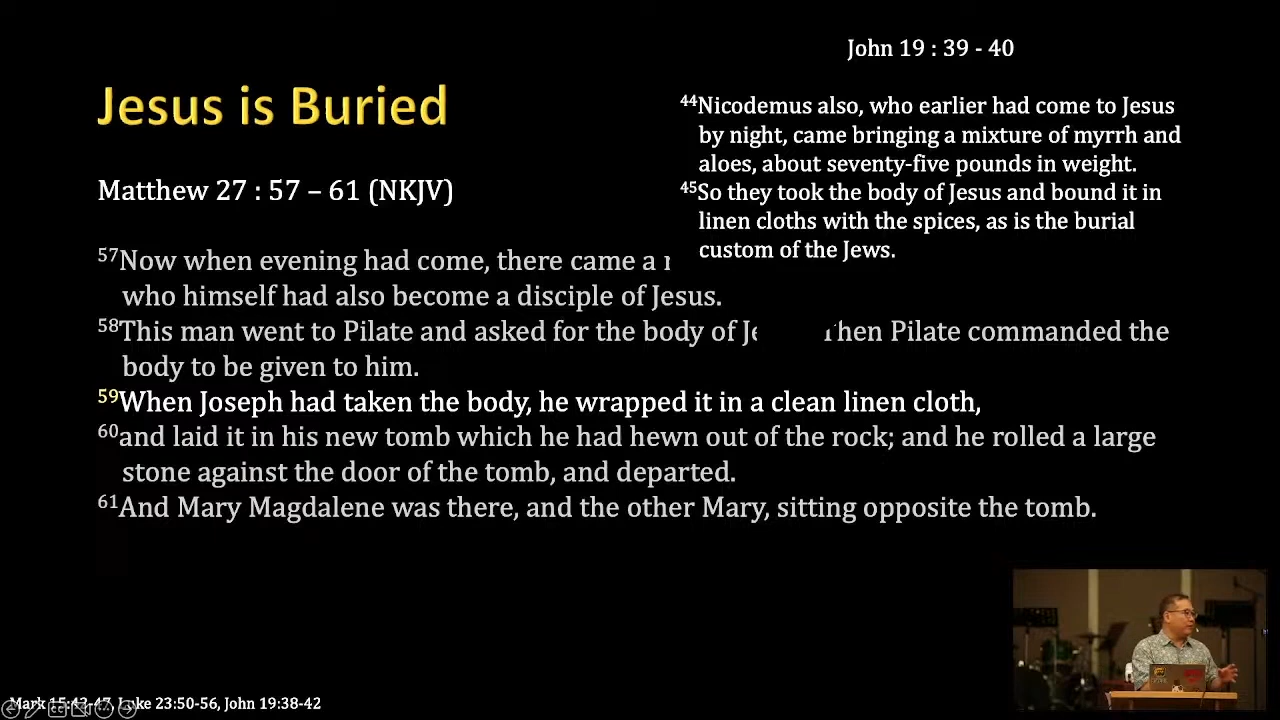 John 19 : 39 - 40
Jesus is Buried
44Nicodemus also, who earlier had come to Jesus
by night, came bringing a mixture of myrrh and
aloes, about seventy-five pounds in weight.
45So they took the body of Jesus and bound it in
linen cloths with the spices, as is the burial
custom of the Jews.
Matthew 27 : 57 – 61 (NKJV)
57Now when evening had come, there came a
who himself had also become a disciple of Jesus.
58This man went to Pilate and asked for the body of Pilate commanded the
body to be given to him.
59When Joseph had taken the body, he wrapped it in a clean linen cloth,
60and laid it in his new tomb which he had hewn out of the rock; and he rolled a large
stone against the door of the tomb, and departed.
61And Mary Magdalene was there, and the other Mary, sitting opposite the tomb.
Mark Luke 23:50-56, John 19:38-42